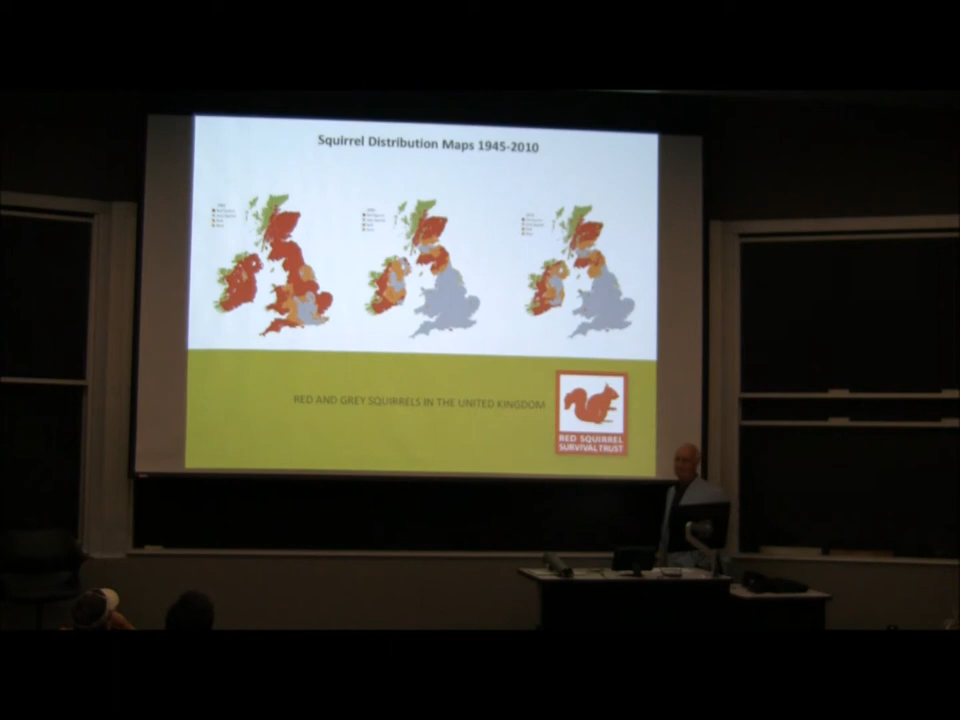 Squirrel Distribution Maps 1945-2010
RED AND GREY SQUIRRELS IN THE UNITED KINGDOM
RED SQUIRREL
SURVIVAL TRUST